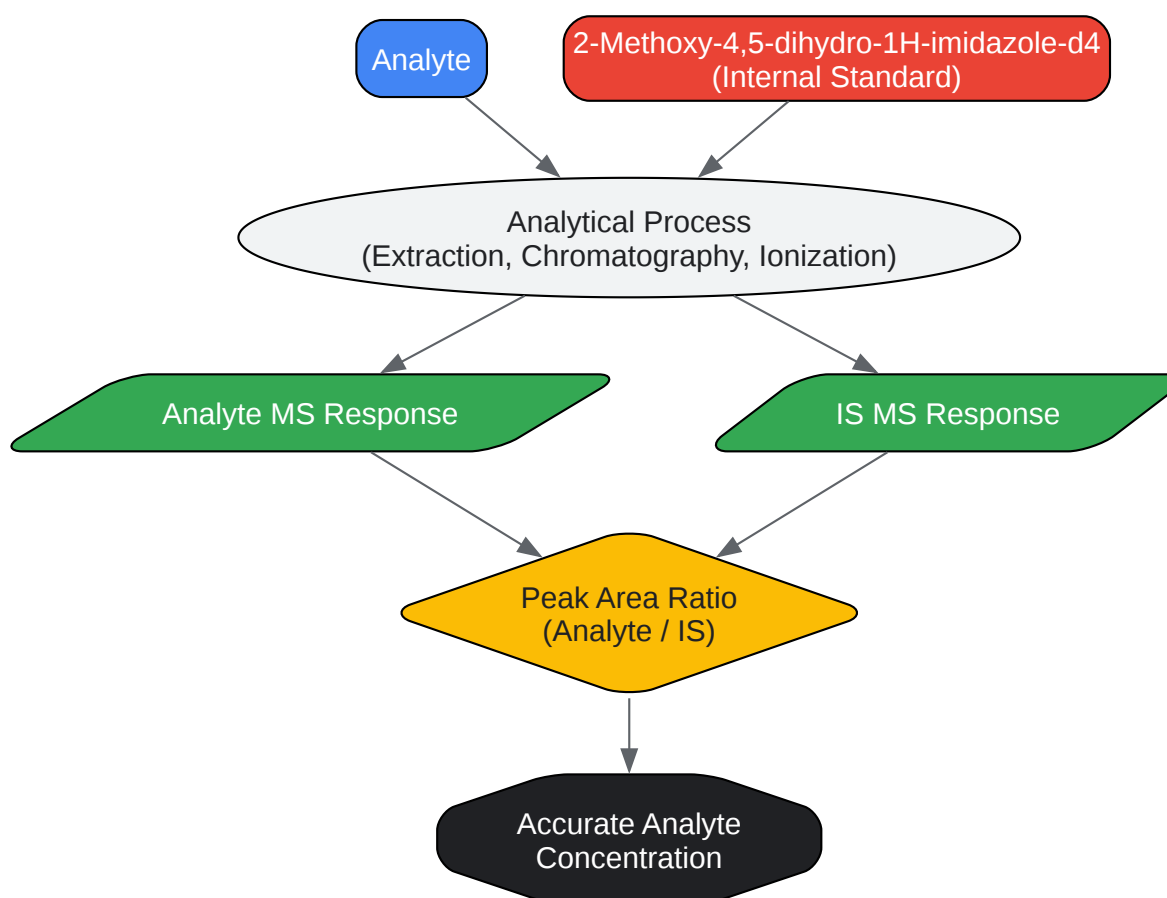 Analyte
2-Methoxy-4,5-dihydro-1H-imidazole-d4
(Internal Standard)
Analytical Process
(Extraction, Chromatography, Ionization)
Analyte MS Response
IS MS Response
Peak Area Ratio
(Analyte / IS)
Accurate Analyte
Concentration